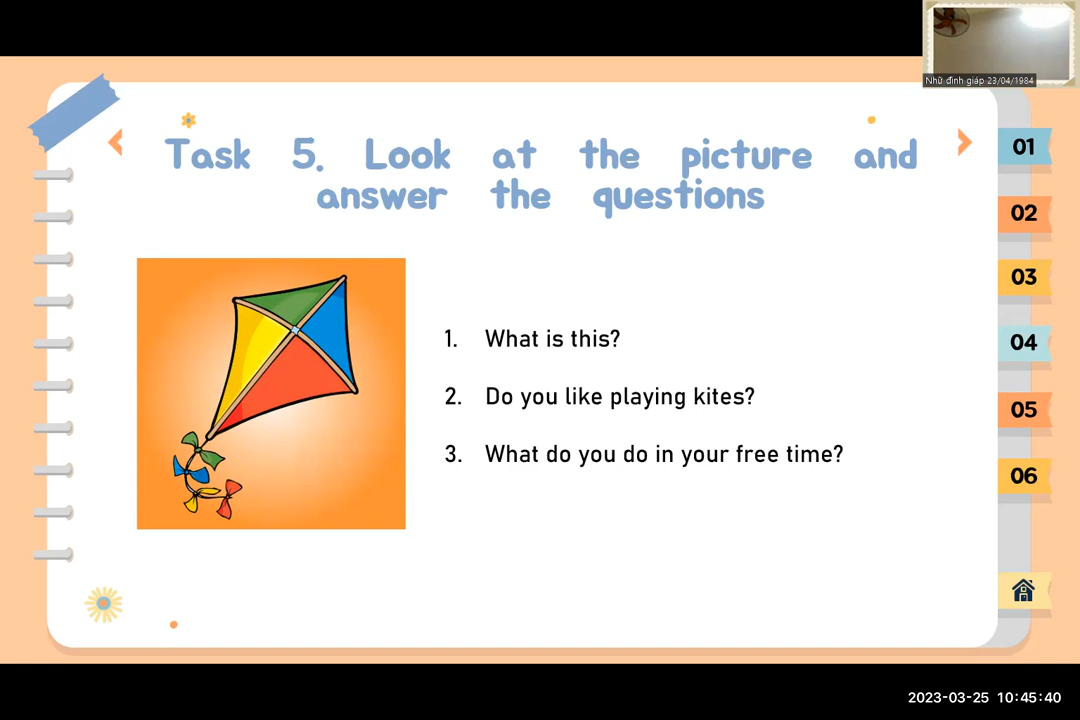 Nhữ đình giáp 23/04/1984
Task 5. Look at the picture and
answer the questions
01
02
03
04
05
06
1. What is this?
2. Do you like playing kites?
3. What do you do in your free time?
2023-03-25 10:45:40